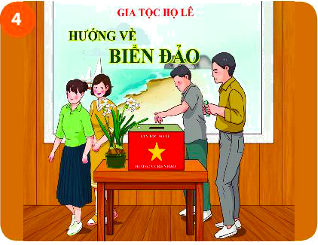 4
GIA TỘC HỌ LÊ
HƯỚNG VỀ
BIỂN ĐẢO